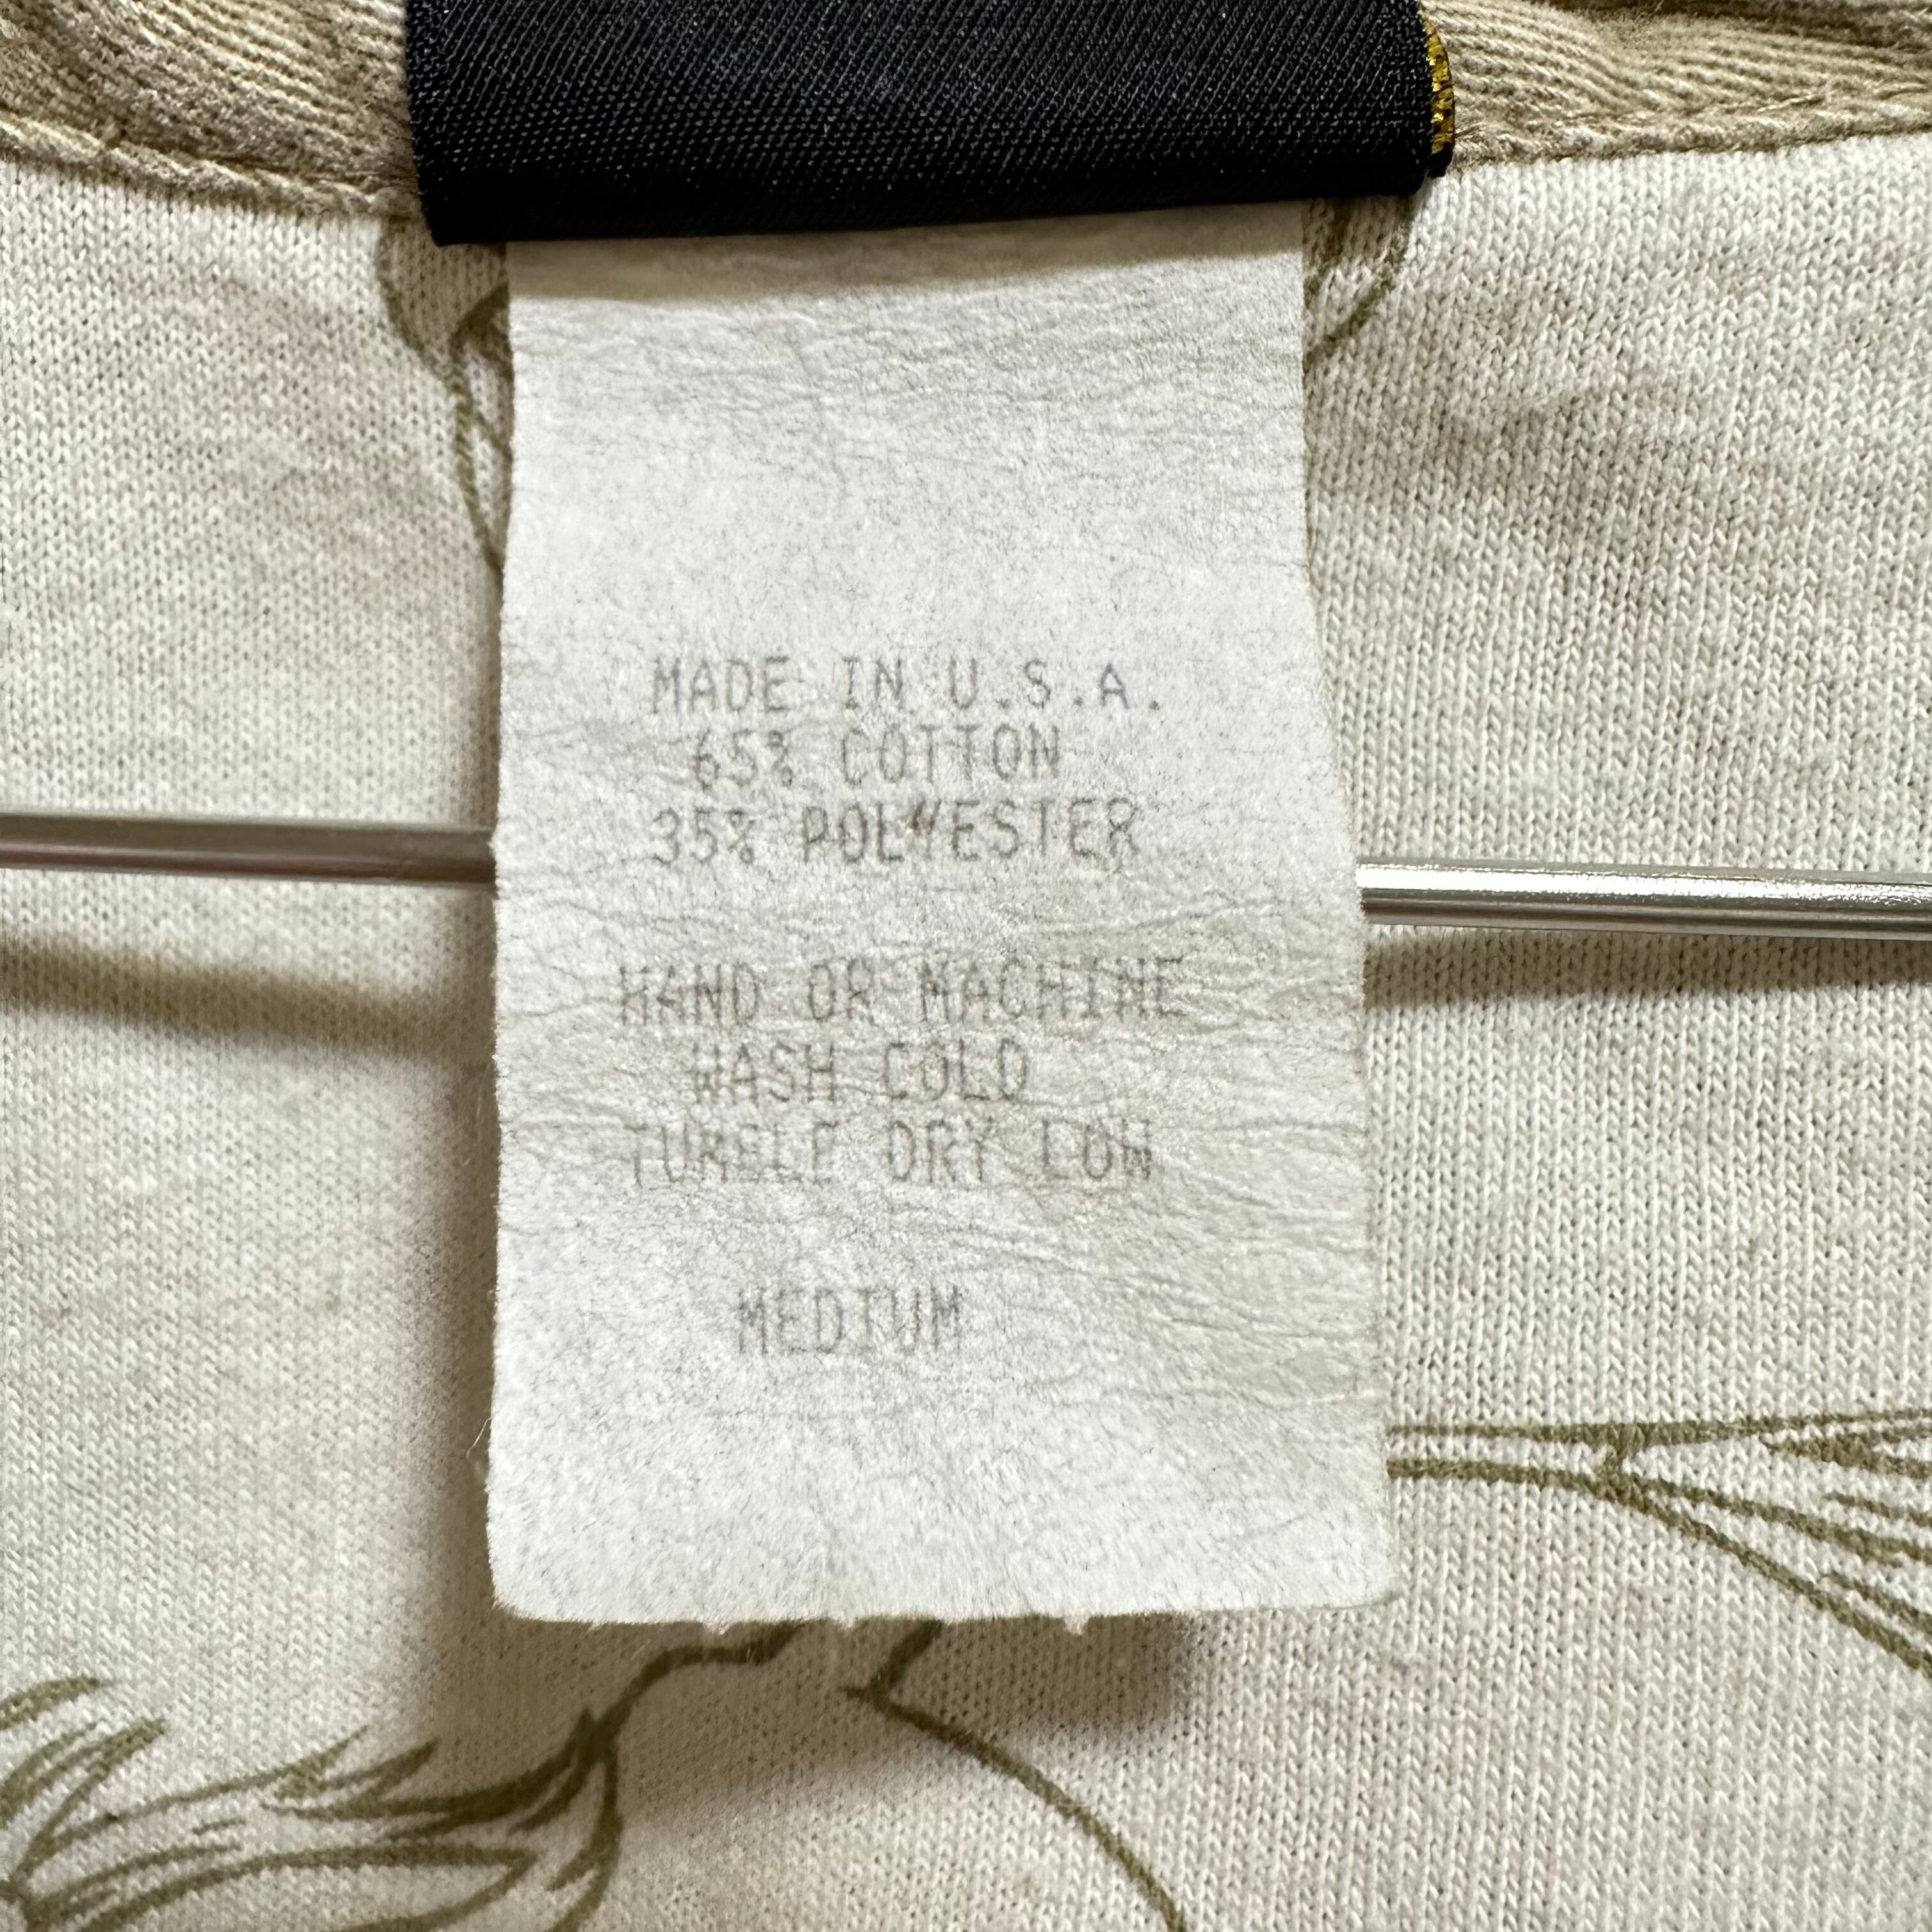 MADE IN U.S.A.
65% COTTON
35% POLYESTER
HAND OR MACHINE
WASH COLD
TUMBLE DRY LOW
MEDIUM